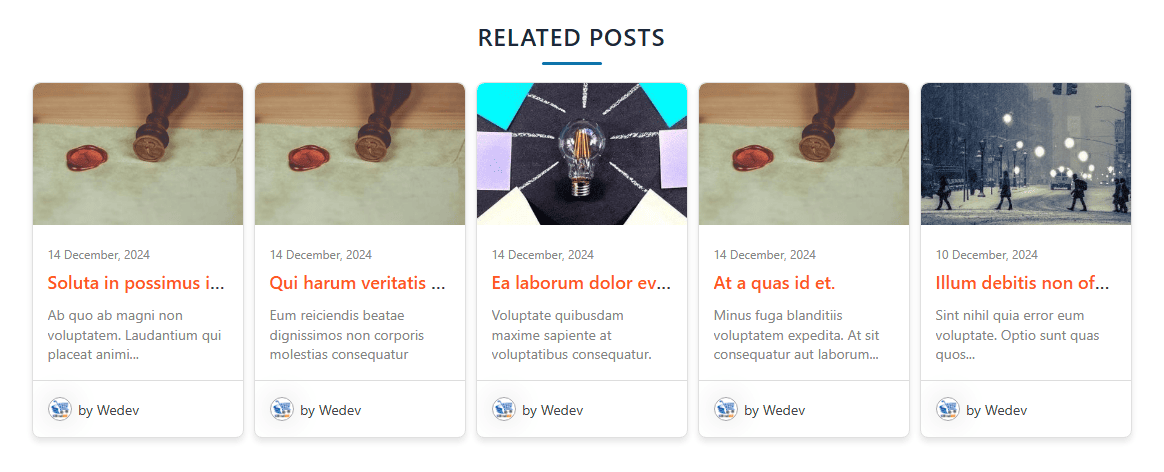 RELATED POSTS
14 December, 2024
Soluta in possimus i...
Ab quo ab magni non
voluptatem. Laudantium qui
placeat animi...
by Wedev
14 December, 2024
Qui harum veritatis ...
Eum reiciendis beatae
dignissimos non corporis
molestias consequatur
by Wedev
14 December, 2024
Ea laborum dolor ev...
Voluptate quibusdam
maxime sapiente at
voluptatibus consequatur.
by Wedev
14 December, 2024
At a quas id et.
Minus fuga blanditiis
voluptatem expedita. At sit
consequatur aut laborum...
by Wedev
10 December, 2024
Illum debitis non of...
Sint nihil quia error eum
voluptate. Optio sunt quas
quos...
by Wedev